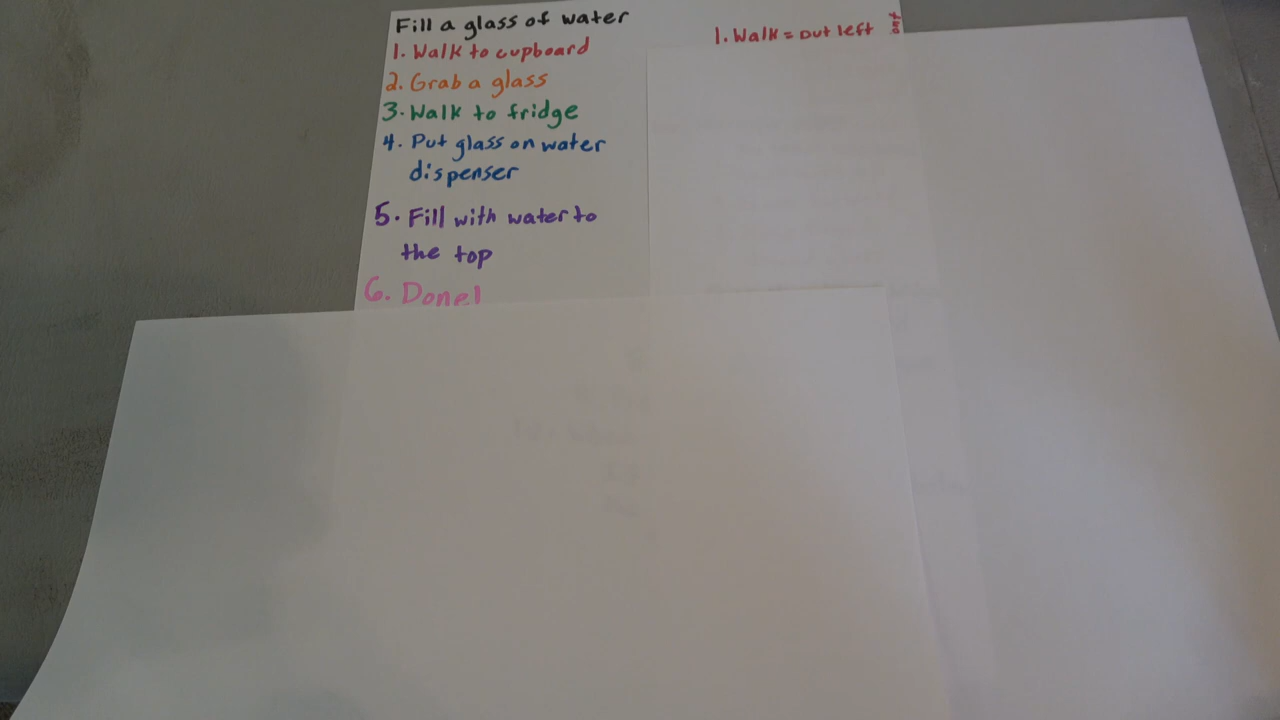 Fill a glass of water
1. Walk to cupboard
2. Grab a glass
3. Walk to fridge
4. Put glass on water
dispenser
5. Fill with water to
the top
6. Done!
1. Walk = put left